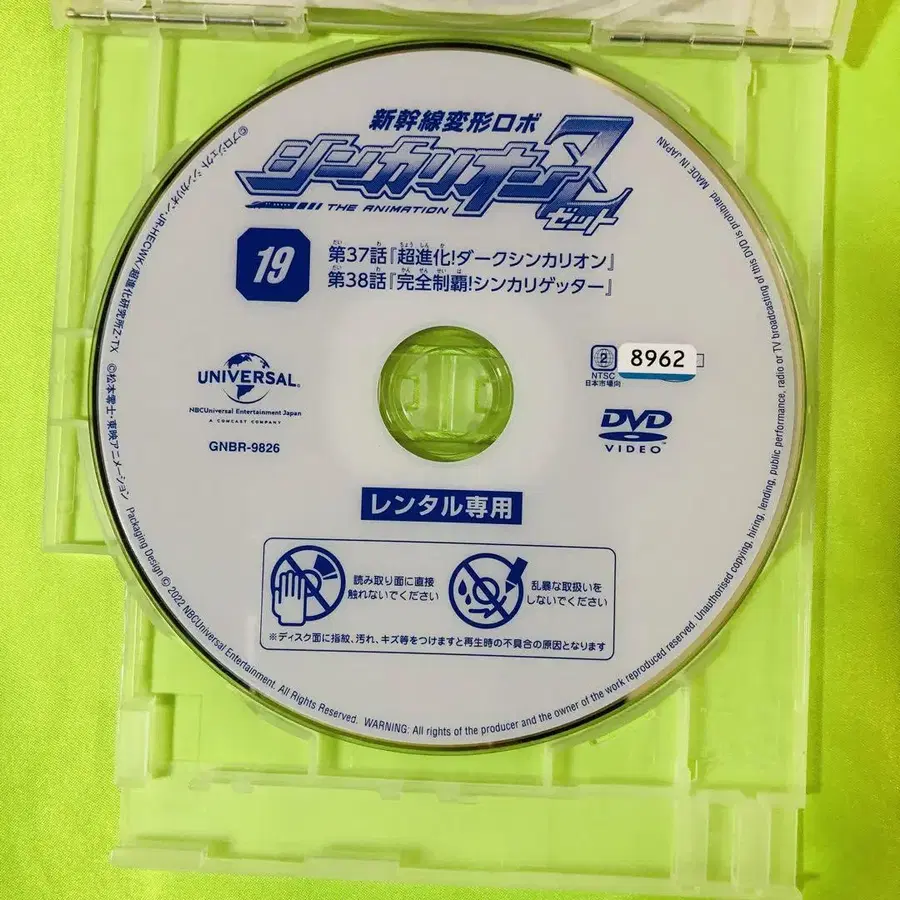 新幹線変形ロボ
シンカリオンZ
ゼット
THE ANIMATION
19
第37話『超進化!ダークシンカリオン』
第38話『完全制覇!シンカリゲッター』
UNIVERSAL
NBCUniversal Entertainment Japan
A COMCAST COMPANY
GNBR-9826
2
NTSC
日本市場向
8962
DVD
VIDEO
レンタル専用
読み取り面に直接
触れないでください
乱暴な取扱いを
しないでください
※ディスク面に指紋、汚れ、キズ等をつけますと再生時の不具合の原因となります
©プロジェクト シンカリオン・JR-HECWK/超進化研究所Z・TX ©松本零士・東映アニメーション Packaging Design © 2022 NBCUniversal Entertainment. All Rights Reserved. WARNING: All rights of the producer and the owner of the work reproduced reserved. Unauthorised copying, hiring, lending, public performance, radio or TV broadcasting of this DVD is prohibited. MADE IN JAPAN